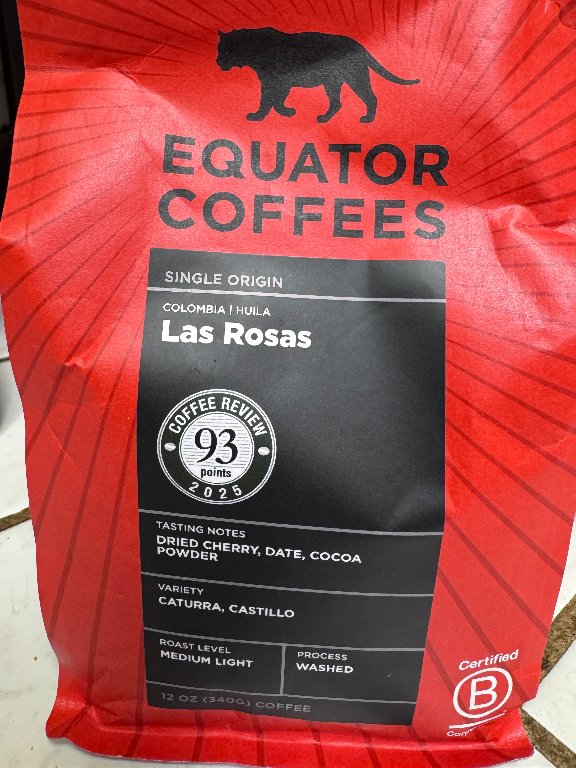 EQUATOR
COFFEES
SINGLE ORIGIN
COLOMBIA | HUILA
Las Rosas
COFFEE REVIEW
93
points
2025
TASTING NOTES
DRIED CHERRY, DATE, COCOA
POWDER
VARIETY
CATURRA, CASTILLO
ROAST LEVEL
MEDIUM LIGHT
PROCESS
WASHED
12 OZ (340G) COFFEE
Certified
B